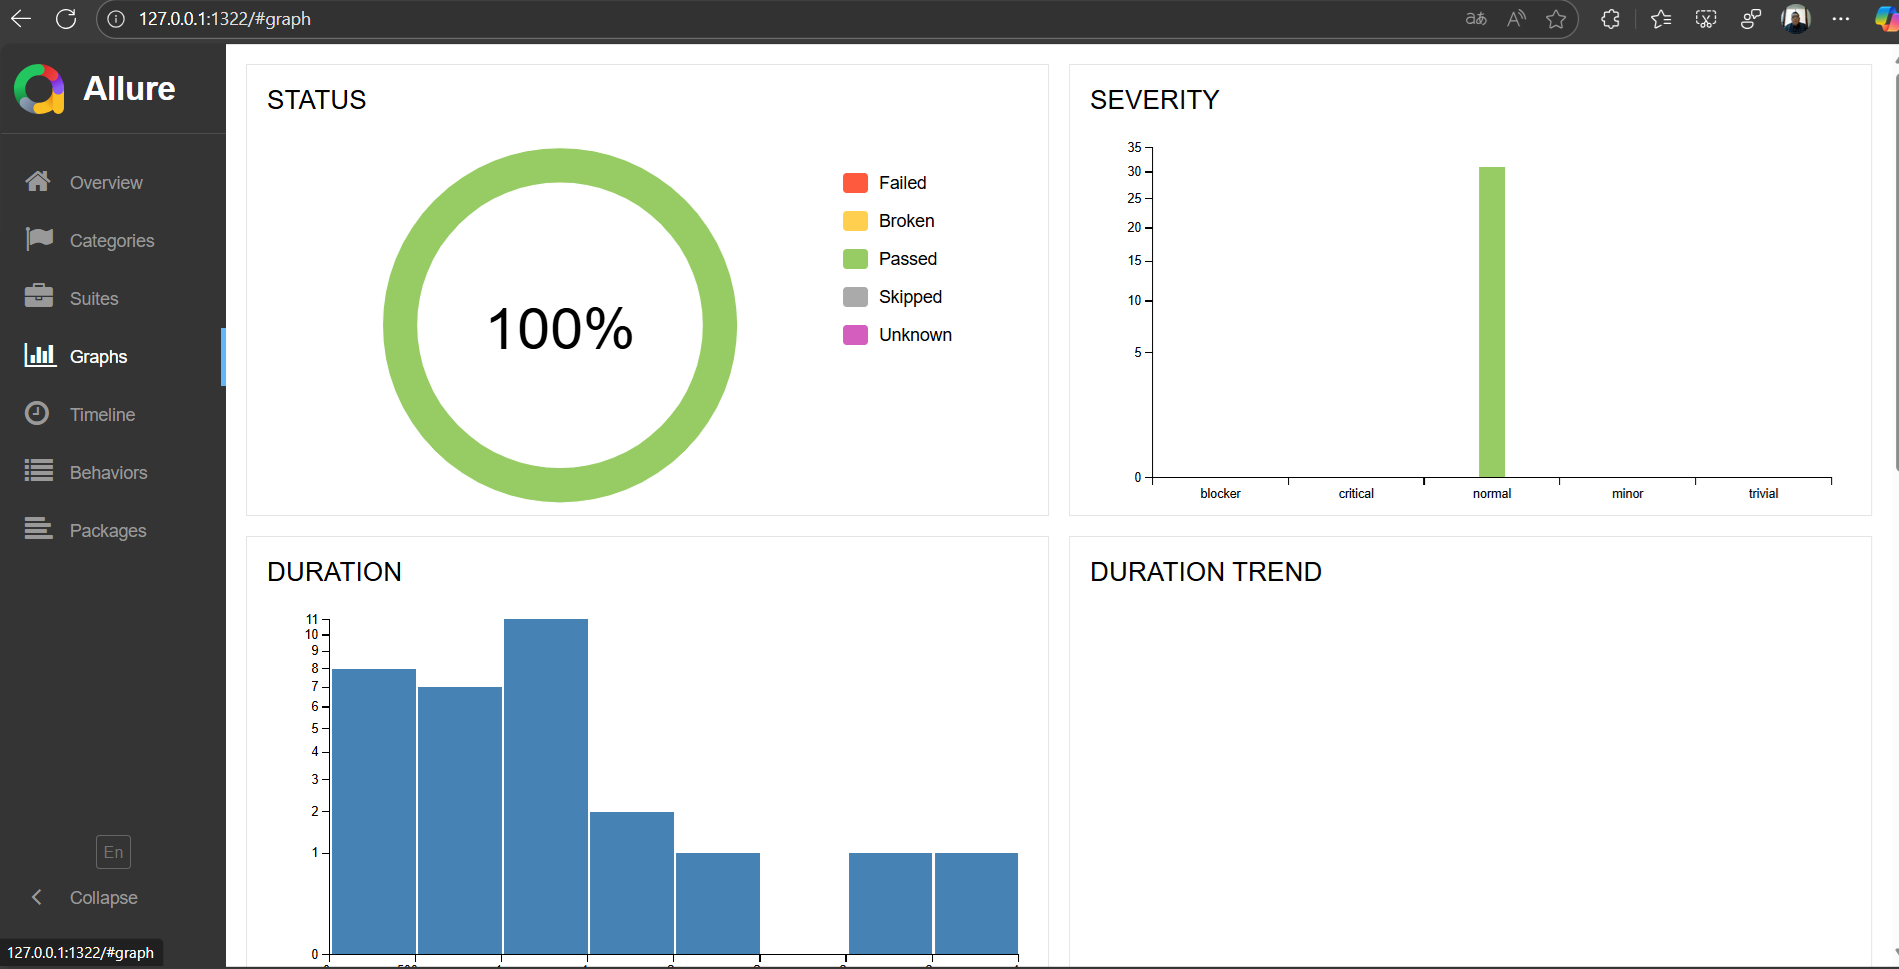 127.0.0.1:1322/#graph
Allure
Overview
Categories
Suites
Graphs
Timeline
Behaviors
Packages
En
Collapse
127.0.0.1:1322/#graph
STATUS
100%
Failed
Broken
Passed
Skipped
Unknown
SEVERITY
35
30
25
20
15
10
5
0
blocker
critical
normal
minor
trivial
DURATION
11
10
9
8
7
6
5
4
3
2
1
0
DURATION TREND